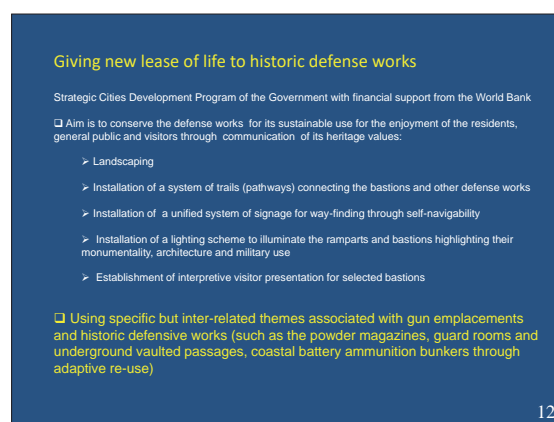 Giving new lease of life to historic defense works
Strategic Cities Development Program of the Government with financial support from the World Bank
❑ Aim is to conserve the defense works for its sustainable use for the enjoyment of the residents,
general public and visitors through communication of its heritage values:
➢ Landscaping
➢ Installation of a system of trails (pathways) connecting the bastions and other defense works
➢ Installation of a unified system of signage for way-finding through self-navigability
➢ Installation of a lighting scheme to illuminate the ramparts and bastions highlighting their
monumentality, architecture and military use
➢ Establishment of interpretive visitor presentation for selected bastions
❑ Using specific but inter-related themes associated with gun emplacements
and historic defensive works (such as the powder magazines, guard rooms and
underground vaulted passages, coastal battery ammunition bunkers through
adaptive re-use)
12